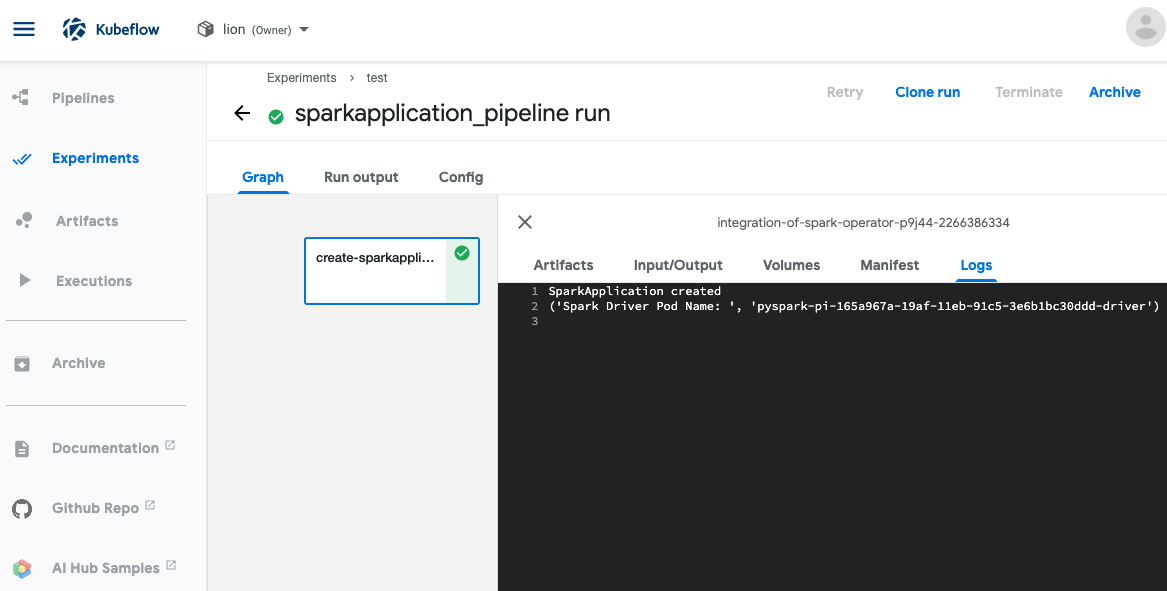 Kubeflow
lion (Owner)
Pipelines
Experiments
Artifacts
Executions
Archive
Documentation
Github Repo
AI Hub Samples
Experiments > test
sparkapplication_pipeline run
Retry
Clone run
Terminate
Archive
Graph
Run output
Config
create-sparkappli...
integration-of-spark-operator-p9j44-2266386334
Artifacts
Input/Output
Volumes
Manifest
Logs
1 SparkApplication created
2 ('Spark Driver Pod Name: ', 'pyspark-pi-165a967a-19af-11eb-91c5-3e6b1bc30ddd-driver')
3